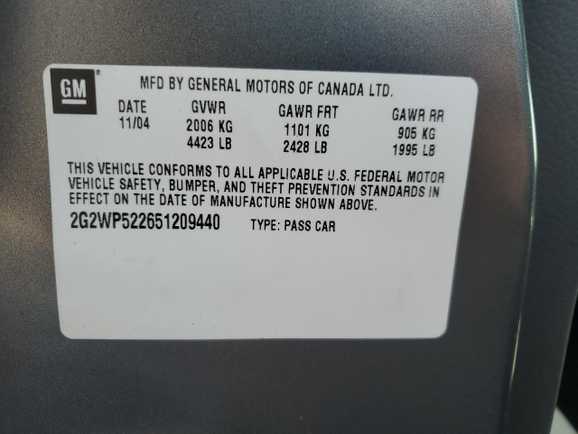 GM®
MFD BY GENERAL MOTORS OF CANADA LTD.
DATE GVWR GAWR FRT GAWR RR
11/04 2006 KG 1101 KG 905 KG
4423 LB 2428 LB 1995 LB
THIS VEHICLE CONFORMS TO ALL APPLICABLE U.S. FEDERAL MOTOR
VEHICLE SAFETY, BUMPER, AND THEFT PREVENTION STANDARDS IN
EFFECT ON THE DATE OF MANUFACTURE SHOWN ABOVE.
2G2WP522651209440 TYPE: PASS CAR